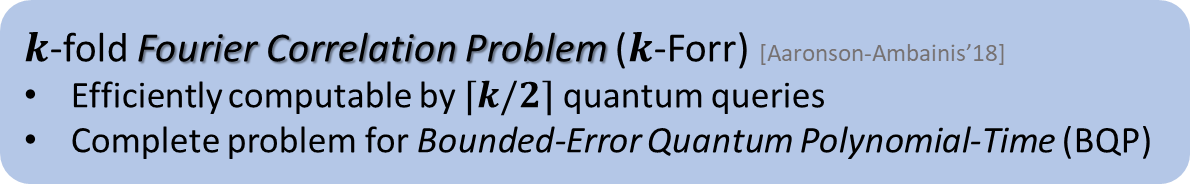 k-fold Fourier Correlation Problem (k-Forr) [Aaronson-Ambainis’18]
• Efficiently computable by ⌈k/2⌉ quantum queries
• Complete problem for Bounded-Error Quantum Polynomial-Time (BQP)